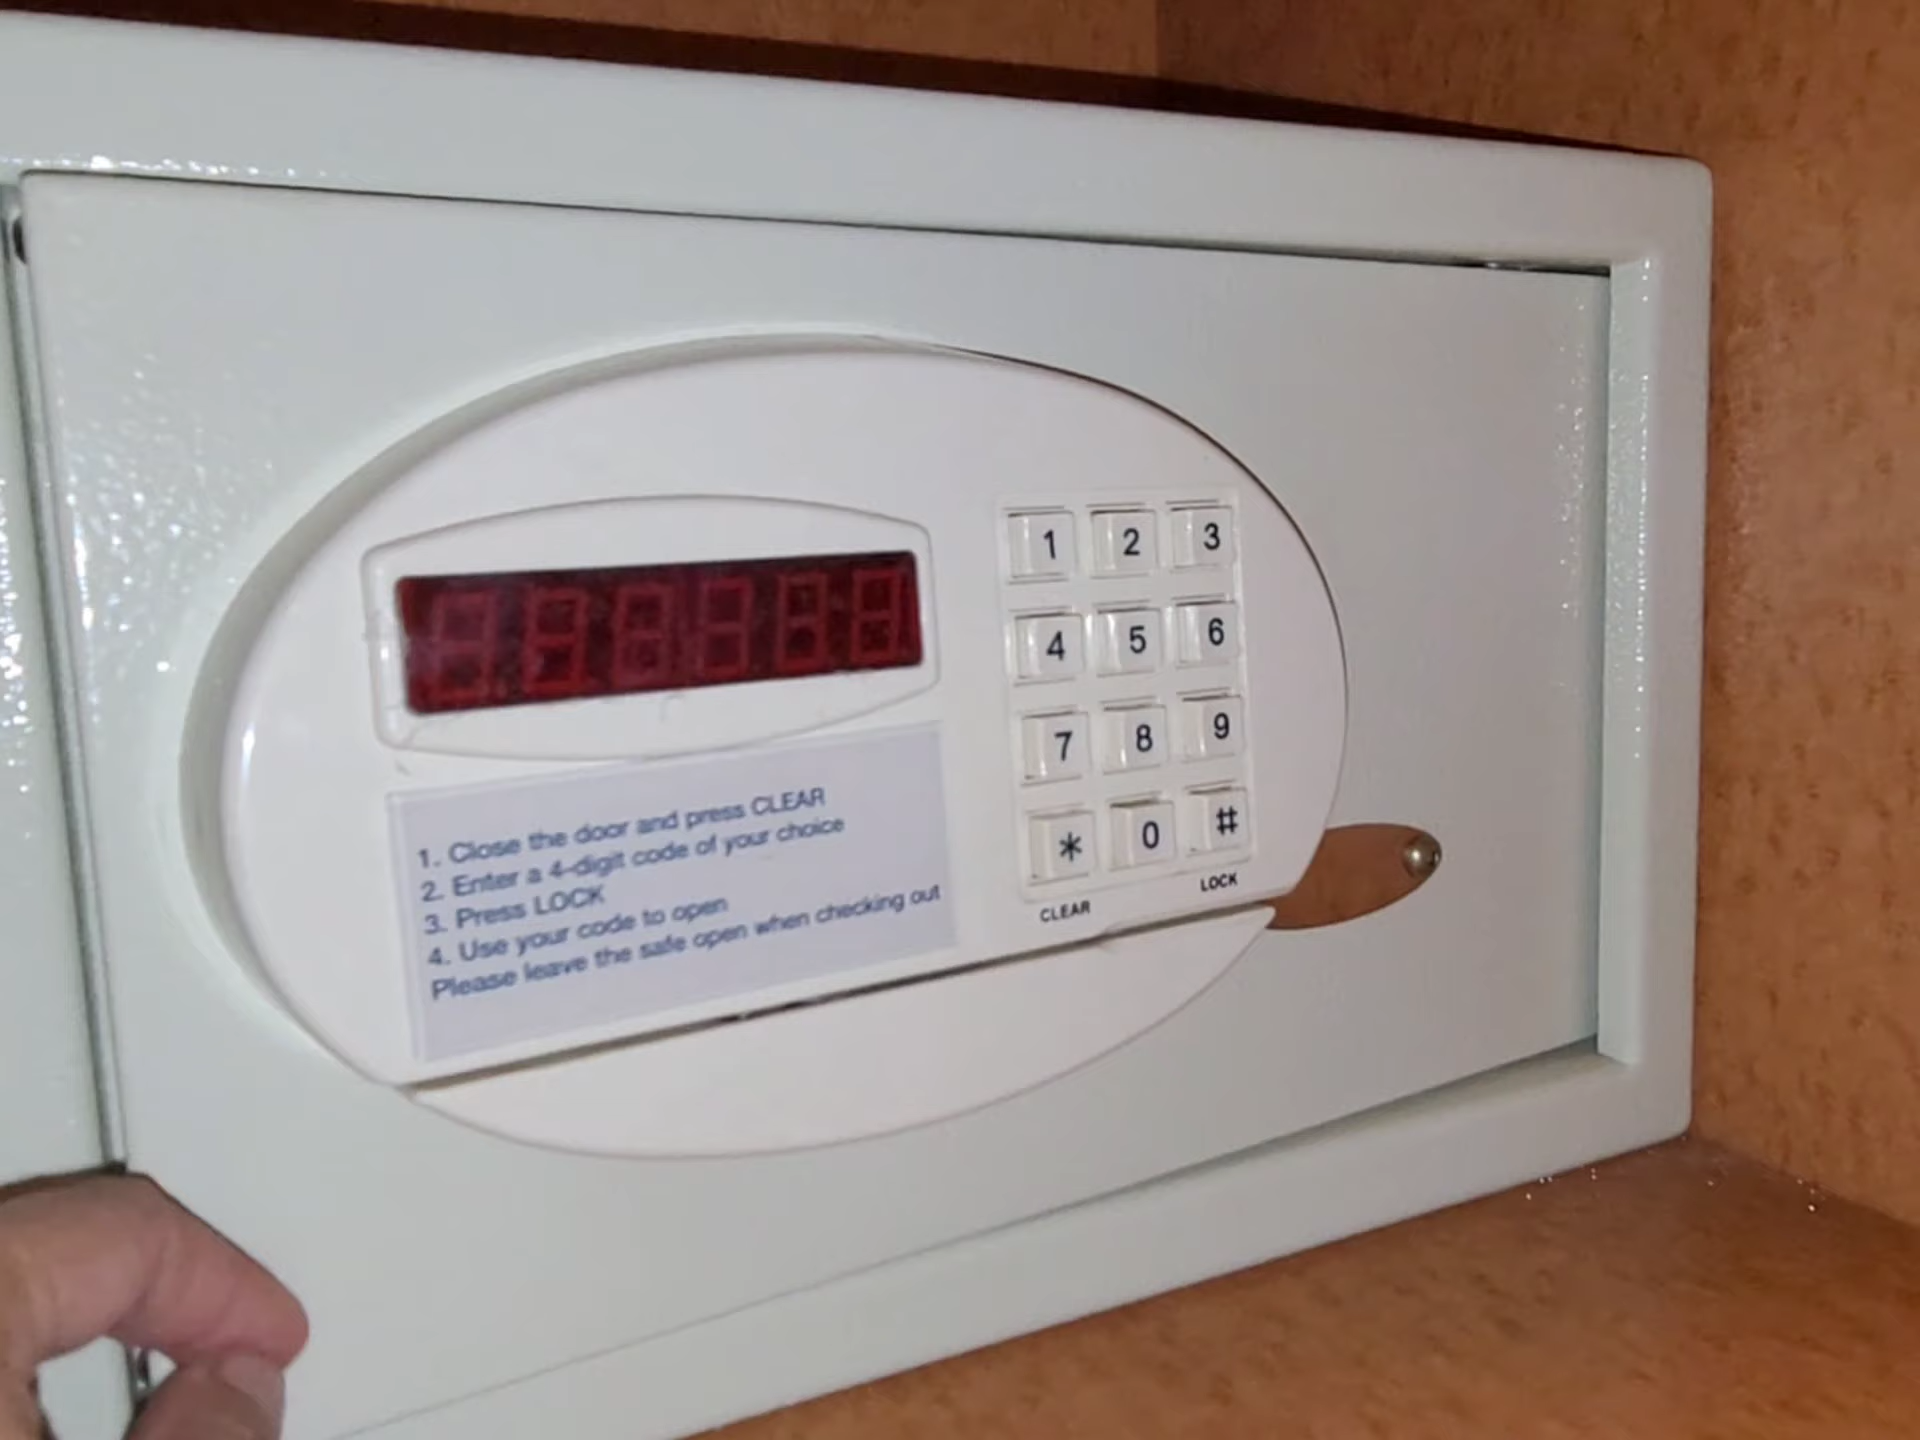 1 2 3
4 5 6
7 8 9
* 0 #
CLEAR LOCK
1. Close the door and press CLEAR
2. Enter a 4-digit code of your choice
3. Press LOCK
4. Use your code to open
Please leave the safe open when checking out